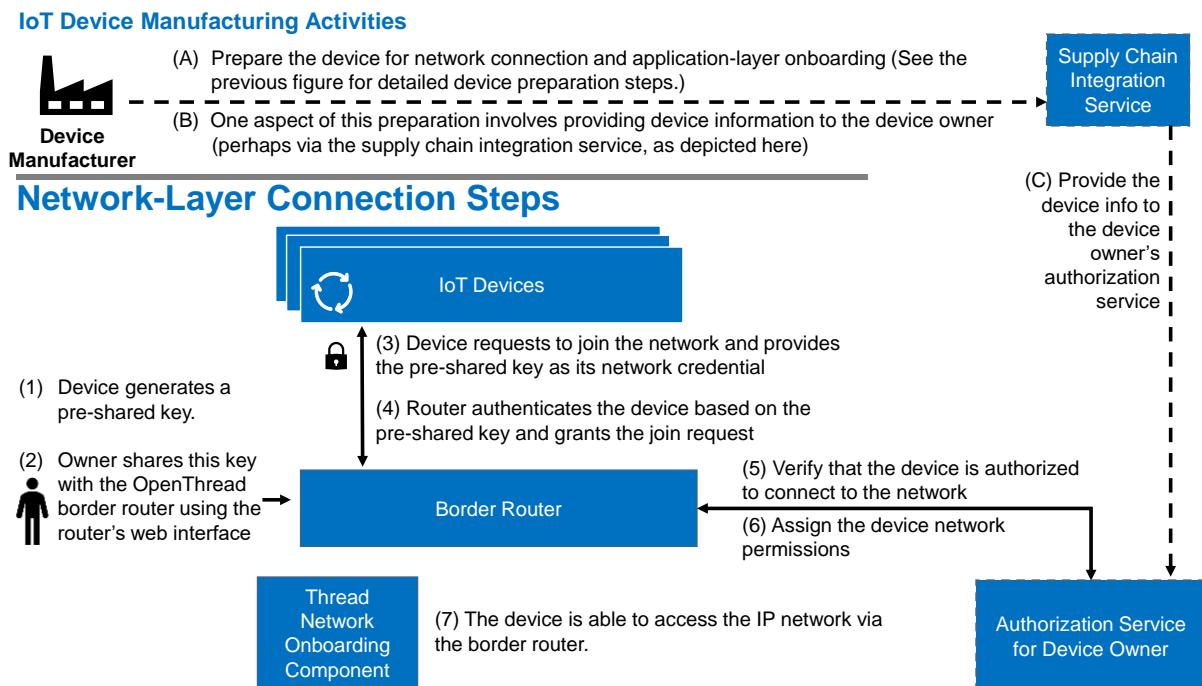 IoT Device Manufacturing Activities
(A) Prepare the device for network connection and application-layer onboarding (See the
previous figure for detailed device preparation steps.)
Supply Chain
Integration
Service
Device
Manufacturer
(B) One aspect of this preparation involves providing device information to the device owner
(perhaps via the supply chain integration service, as depicted here)
Network-Layer Connection Steps
(C) Provide the
device info to
the device
owner's
authorization
service
IoT Devices
(3) Device requests to join the network and provides
the pre-shared key as its network credential
(1) Device generates a
pre-shared key.
(4) Router authenticates the device based on the
pre-shared key and grants the join request
(2) Owner shares this key
with the OpenThread
border router using the
router's web interface
Border Router
(5) Verify that the device is authorized
to connect to the network
(6) Assign the device network
permissions
Thread
Network
Onboarding
Component
(7) The device is able to access the IP network via
the border router.
Authorization Service
for Device Owner